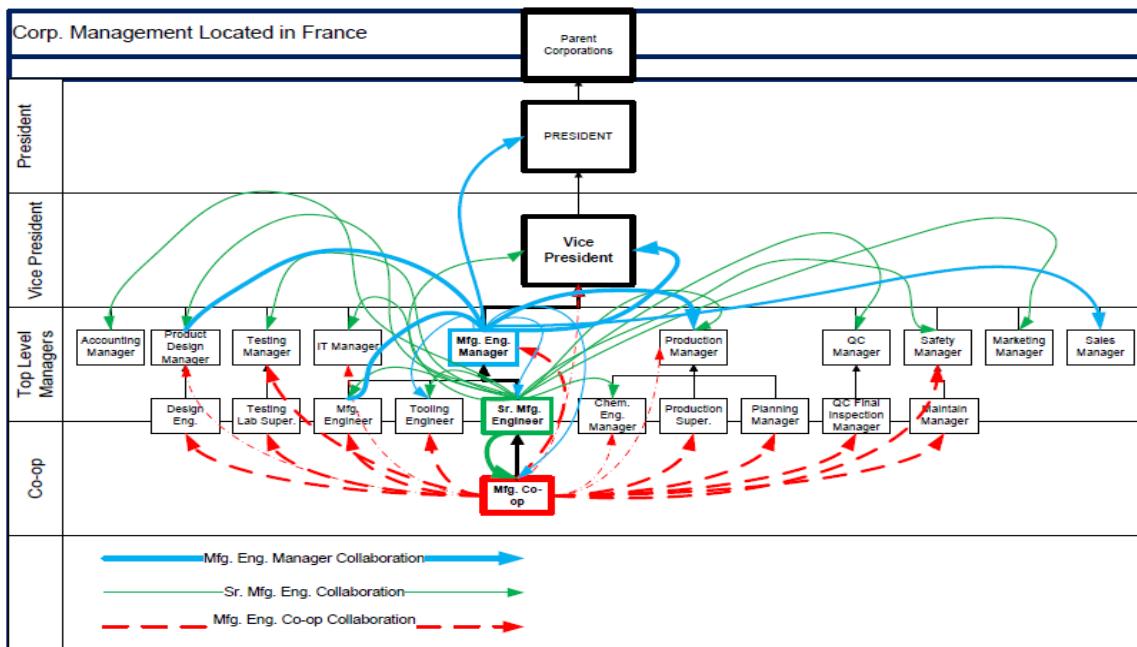 Corp. Management Located in France
Parent
Corporations
President
PRESIDENT
Vice President
Vice
President
Top Level
Managers
Accounting
Manager
Product
Design
Manager
Testing
Manager
IT Manager
Mfg. Eng.
Manager
Production
Manager
QC
Manager
Safety
Manager
Marketing
Manager
Sales
Manager
Design
Eng.
Testing
Lab Super.
Mfg.
Engineer
Tooling
Engineer
Sr. Mfg.
Engineer
Chem.
Eng.
Manager
Production
Super.
Planning
Manager
QC Final
Inspection
Manager
Maintain
Manager
Co-op
Mfg. Co-
op
Mfg. Eng. Manager Collaboration
Sr. Mfg. Eng. Collaboration
Mfg. Eng. Co-op Collaboration